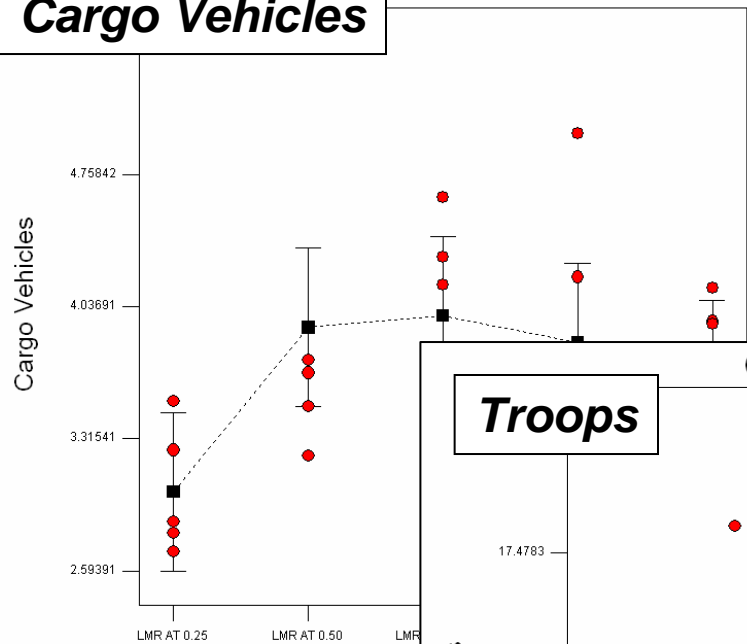 Cargo Vehicles
Cargo Vehicles
4.75842
4.03691
3.31541
2.59391
LMR AT 0.25
LMR AT 0.50
LMR
Troops
17.4783